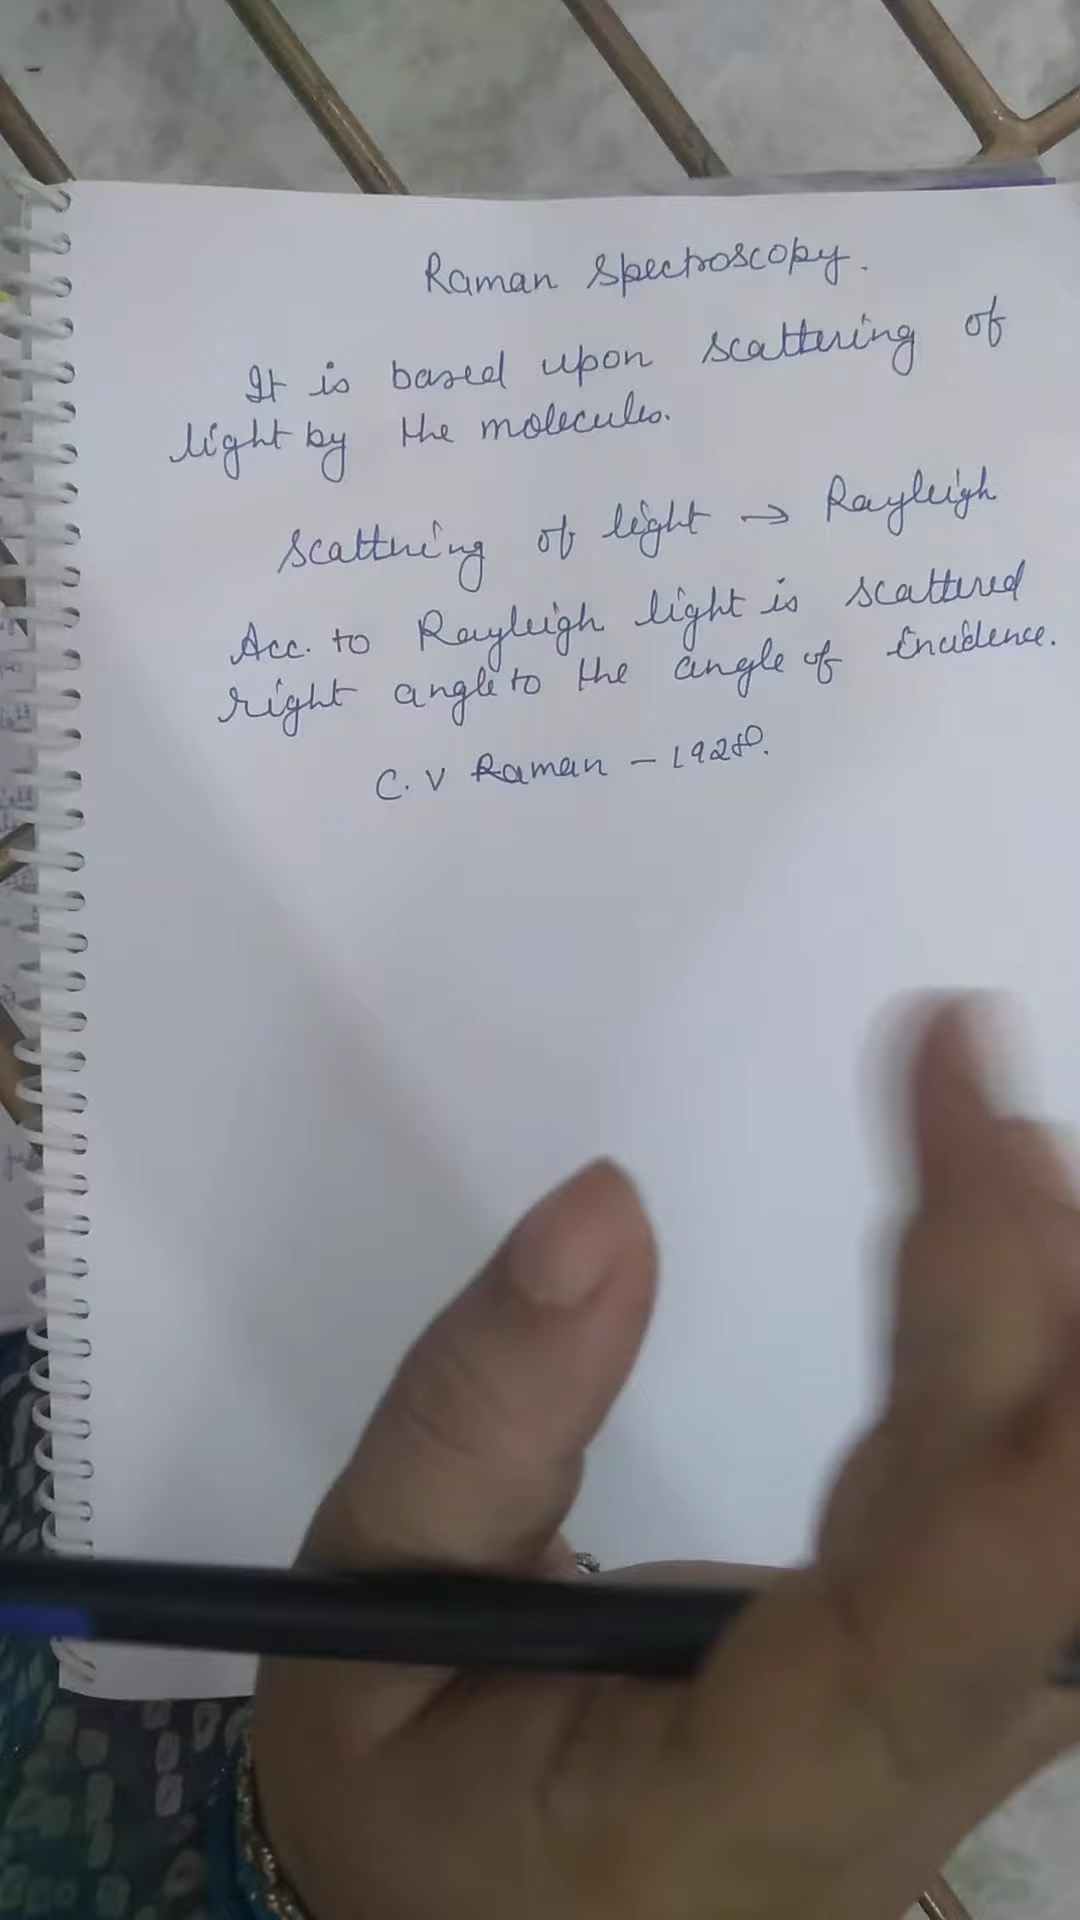 Raman Spectroscopy.
It is based upon scattering of
light by the molecules.
Scattering of light → Rayleigh
Acc. to Rayleigh light is scattered
right angle to the angle of incidence.
C. V Raman - 1928.